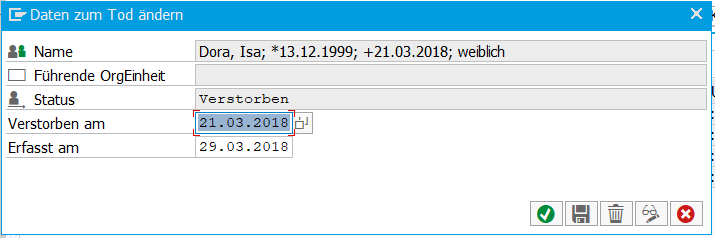 Daten zum Tod ändern
Name Dora, Isa; *13.12.1999; +21.03.2018; weiblich
Führende OrgEinheit
Status Verstorben
Verstorben am 21.03.2018
Erfasst am 29.03.2018